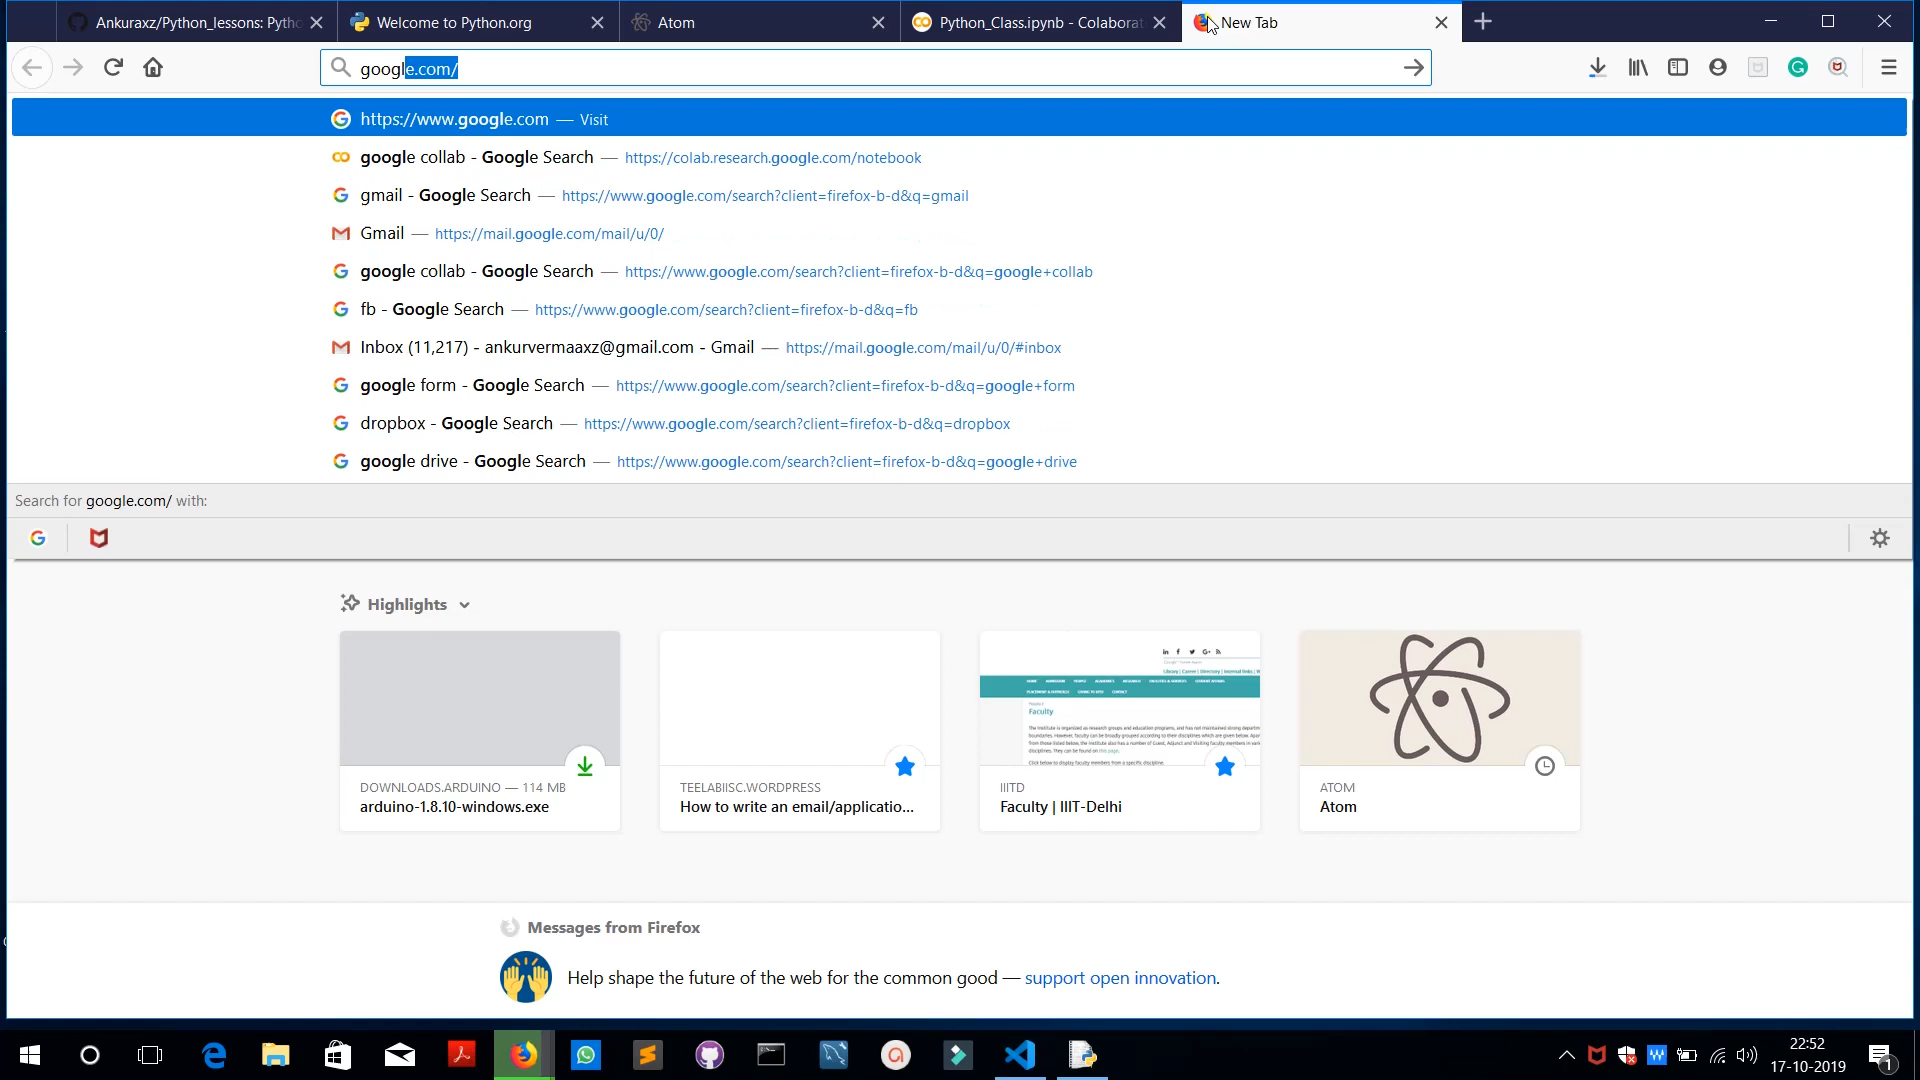 Ankuraxz/Python_lessons: Pytho
Welcome to Python.org
Atom
Python_Class.ipynb - Colaborat
New Tab
google.com/
https://www.google.com — Visit
google collab - Google Search — https://colab.research.google.com/notebook
gmail - Google Search — https://www.google.com/search?client=firefox-b-d&q=gmail
Gmail — https://mail.google.com/mail/u/0/
google collab - Google Search — https://www.google.com/search?client=firefox-b-d&q=google+collab
fb - Google Search — https://www.google.com/search?client=firefox-b-d&q=fb
Inbox (11,217) - ankurvermaaxz@gmail.com - Gmail — https://mail.google.com/mail/u/0/#inbox
google form - Google Search — https://www.google.com/search?client=firefox-b-d&q=google+form
dropbox - Google Search — https://www.google.com/search?client=firefox-b-d&q=dropbox
google drive - Google Search — https://www.google.com/search?client=firefox-b-d&q=google+drive
Search for google.com/ with:
Highlights
Faculty
DOWNLOADS.ARDUINO — 114 MB
arduino-1.8.10-windows.exe
TEELABIISC.WORDPRESS
How to write an email/applicatio...
IIITD
Faculty | IIIT-Delhi
ATOM
Atom
Messages from Firefox
Help shape the future of the web for the common good — support open innovation.
22:52
17-10-2019
1